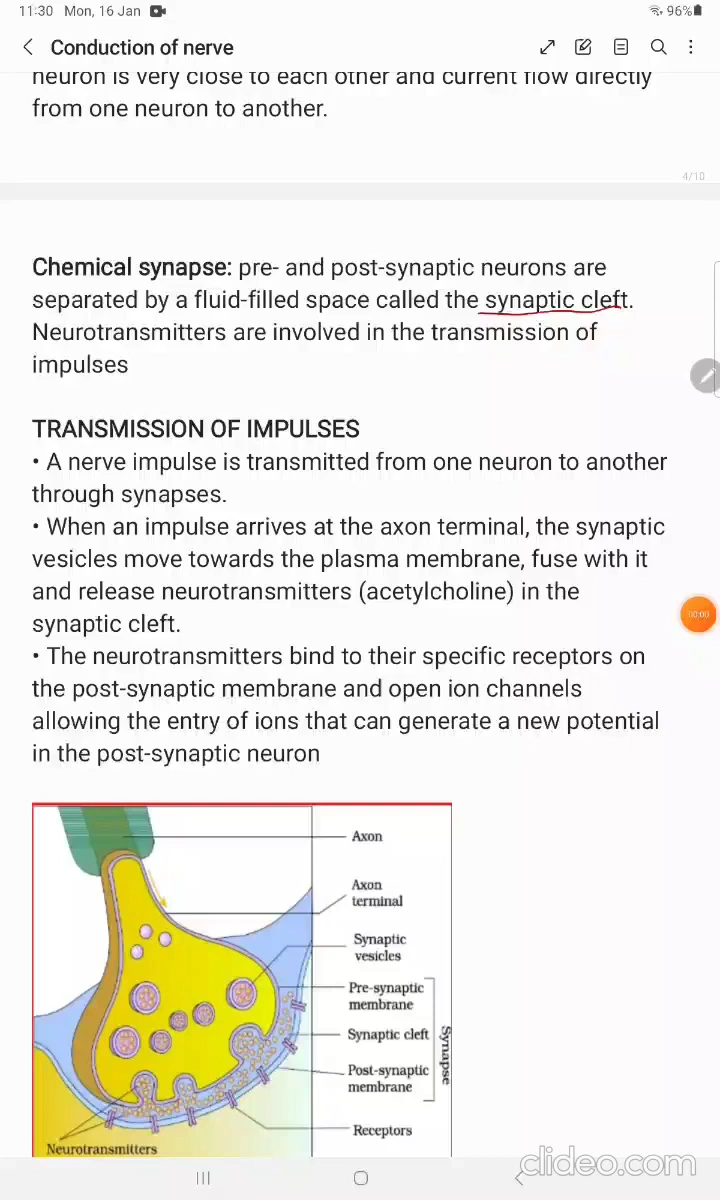 11:30 Mon, 16 Jan
96%
Conduction of nerve
neuron is very close to each other and current flow directly
from one neuron to another.
4/10
Chemical synapse: pre- and post-synaptic neurons are
separated by a fluid-filled space called the synaptic cleft.
Neurotransmitters are involved in the transmission of
impulses
TRANSMISSION OF IMPULSES
• A nerve impulse is transmitted from one neuron to another
through synapses.
• When an impulse arrives at the axon terminal, the synaptic
vesicles move towards the plasma membrane, fuse with it
and release neurotransmitters (acetylcholine) in the
synaptic cleft.
00:00
• The neurotransmitters bind to their specific receptors on
the post-synaptic membrane and open ion channels
allowing the entry of ions that can generate a new potential
in the post-synaptic neuron
Axon
Axon
terminal
Synaptic
vesicles
Pre-synaptic
membrane
Synaptic cleft
Post-synaptic
membrane
Synapse
Receptors
Neurotransmitters
clideo.com